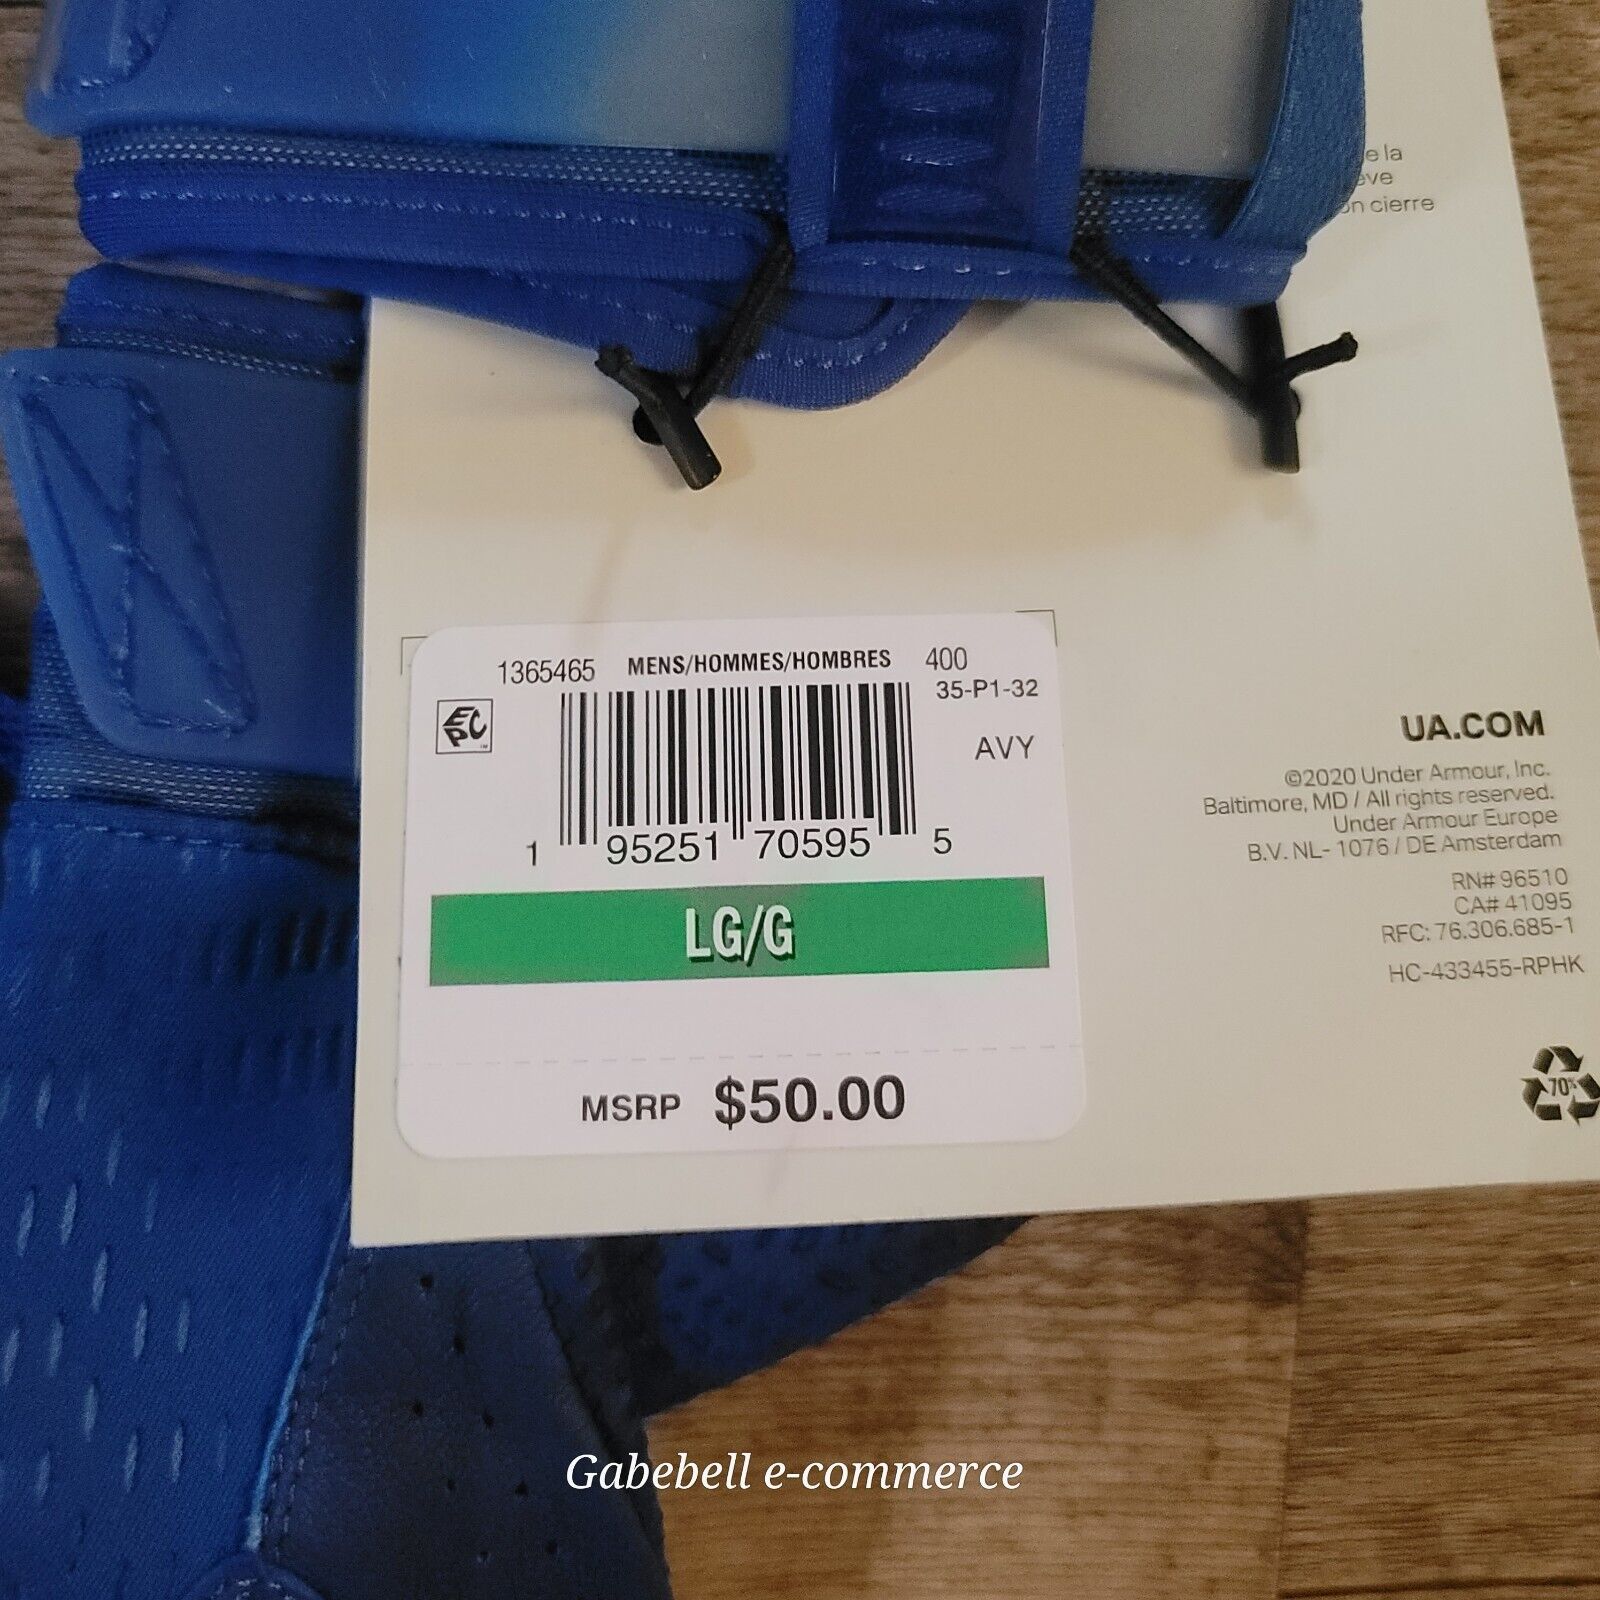 e la
eve
on cierre
1365465 MENS/HOMMES/HOMBRES 400
35-P1-32
EPC
AVY
1 95251 70595 5
LG/G
MSRP $50.00
UA.COM
©2020 Under Armour, Inc.
Baltimore, MD / All rights reserved.
Under Armour Europe
B.V. NL- 1076 / DE Amsterdam
RN# 96510
CA# 41095
RFC: 76.306.685-1
HC-433455-RPHK
70%
Gabebell e-commerce